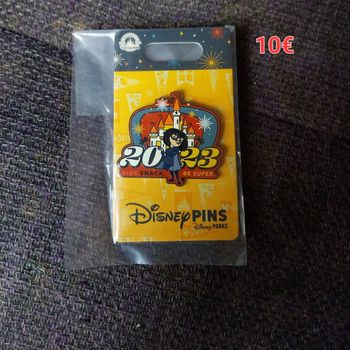 10€
2023
RIDE SNACK BE SUPER
Disney PINS
Disney PARKS